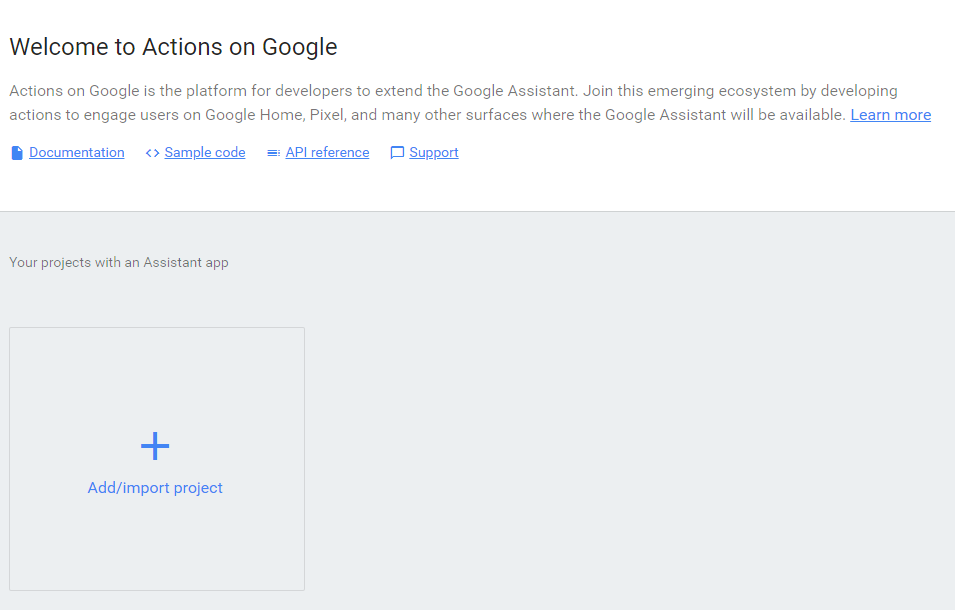 Welcome to Actions on Google
Actions on Google is the platform for developers to extend the Google Assistant. Join this emerging ecosystem by developing
actions to engage users on Google Home, Pixel, and many other surfaces where the Google Assistant will be available. Learn more
Documentation Sample code API reference Support
Your projects with an Assistant app
Add/import project